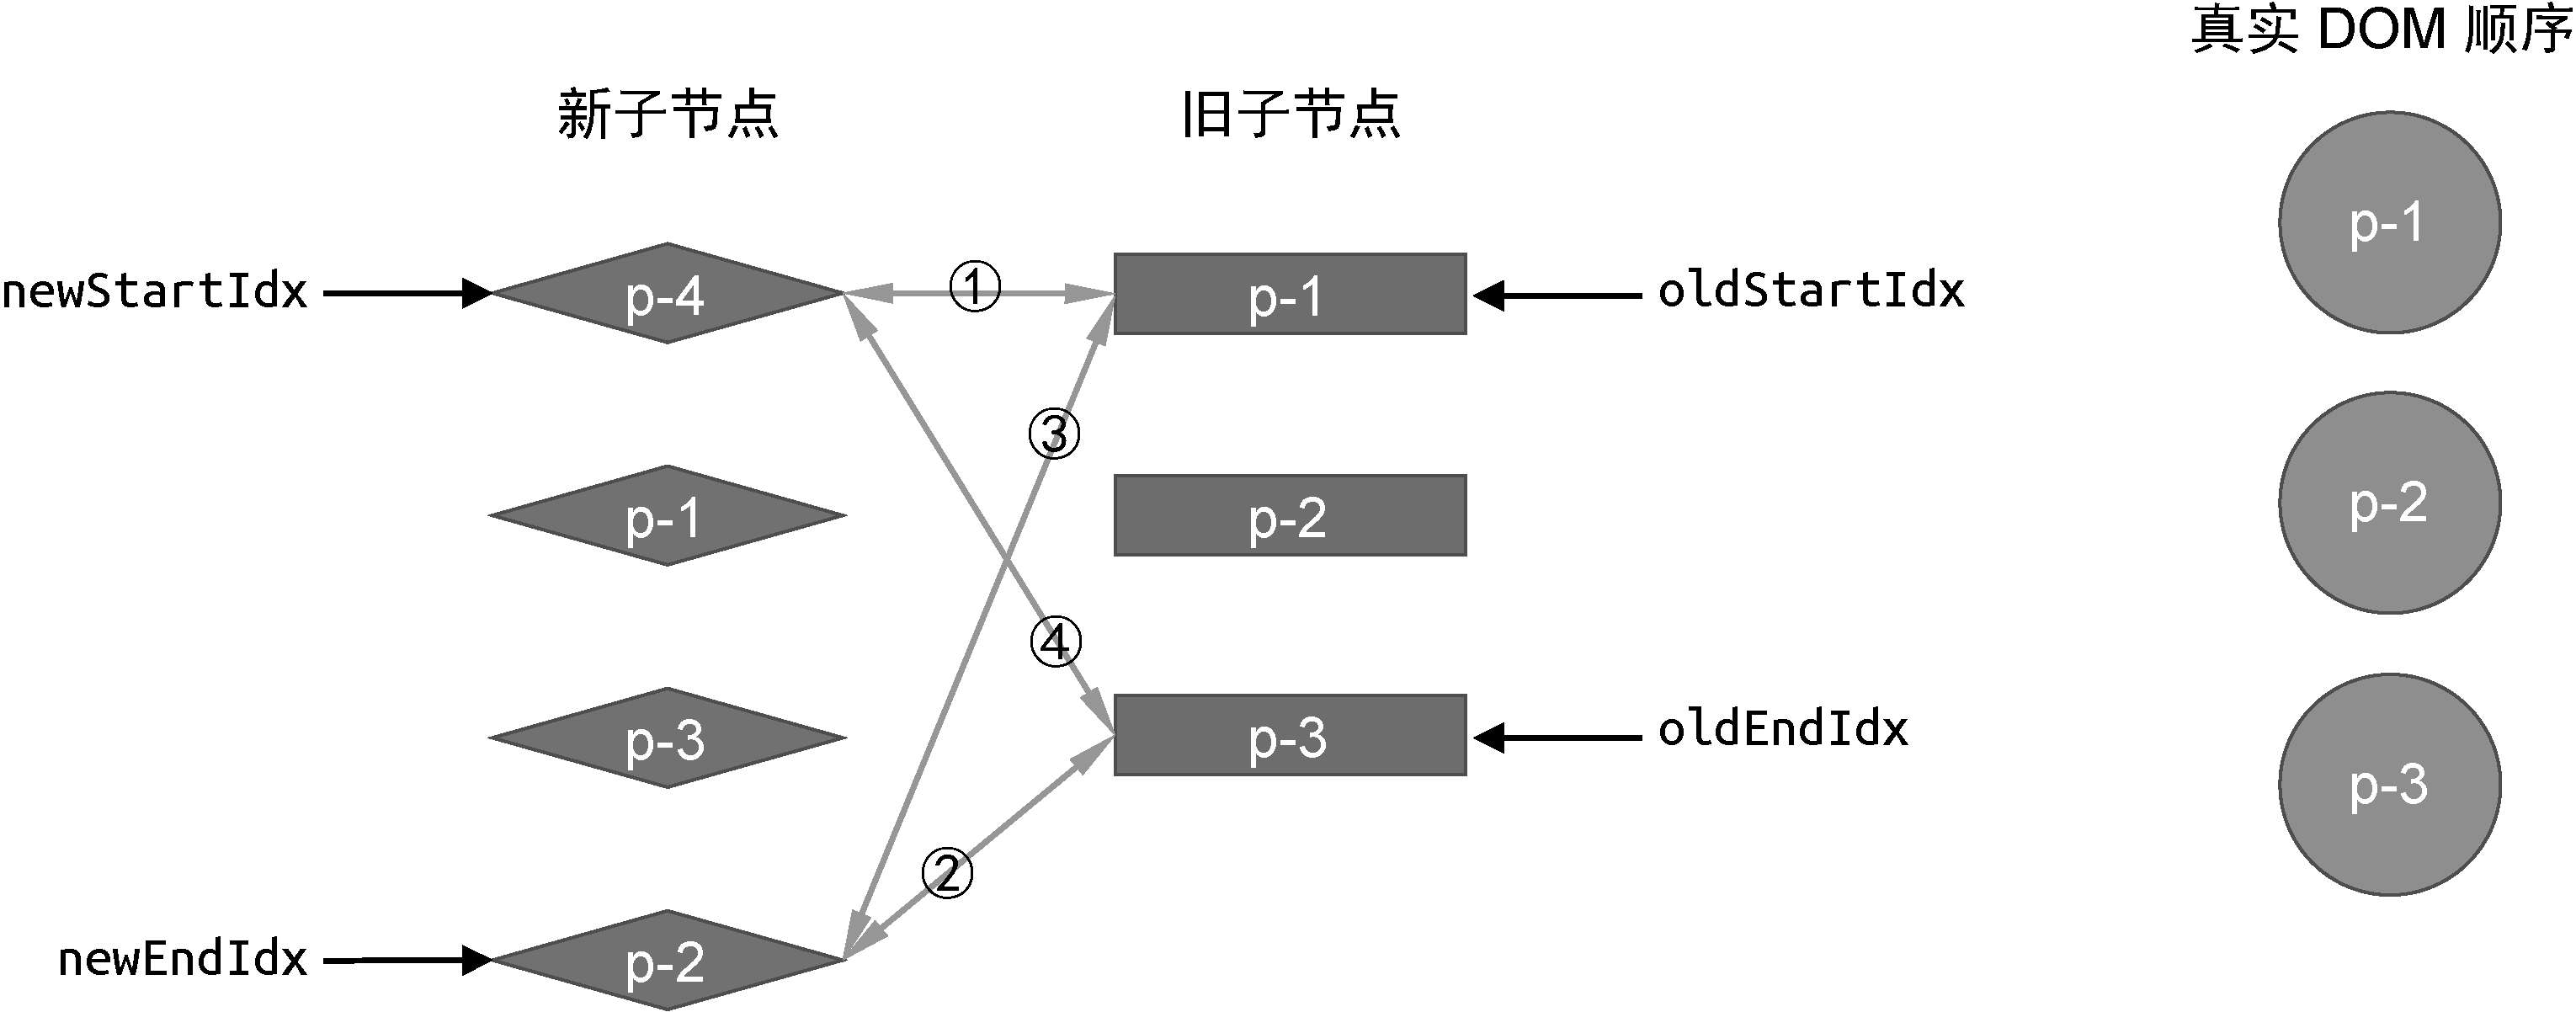 真实 DOM 顺序
新子节点
旧子节点
p-1
newStartIdx
p-4
①
p-1
oldStartIdx
③
p-2
p-1
p-2
④
p-3
p-3
oldEndIdx
p-3
②
newEndIdx
p-2